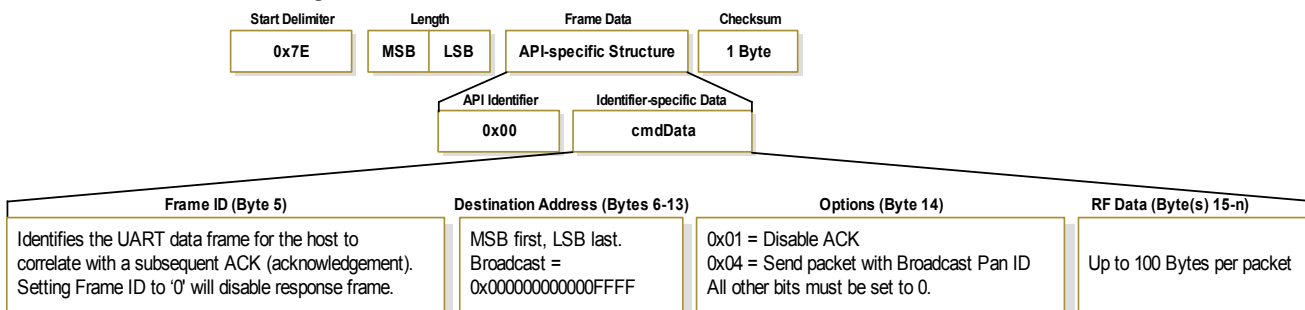 Start Delimiter Length Frame Data Checksum
0x7E MSB LSB API-specific Structure 1 Byte
API Identifier Identifier-specific Data
0x00 cmdData
Frame ID (Byte 5)
Identifies the UART data frame for the host to
correlate with a subsequent ACK (acknowledgement).
Setting Frame ID to ‘0’ will disable response frame.
Destination Address (Bytes 6-13)
MSB first, LSB last.
Broadcast =
0x000000000000FFFF
Options (Byte 14)
0x01 = Disable ACK
0x04 = Send packet with Broadcast Pan ID
All other bits must be set to 0.
RF Data (Byte(s) 15-n)
Up to 100 Bytes per packet